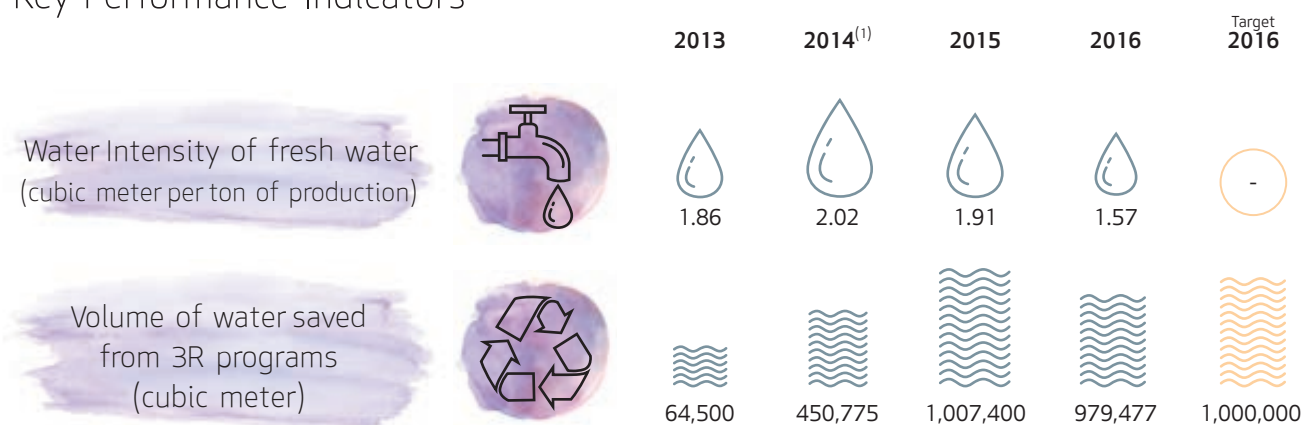 Key Performance Indicators
Target
2013 2014(1) 2015 2016 2016
Water Intensity of fresh water
(cubic meter per ton of production)
1.86 2.02 1.91 1.57 -
Volume of water saved
from 3R programs
(cubic meter)
64,500 450,775 1,007,400 979,477 1,000,000